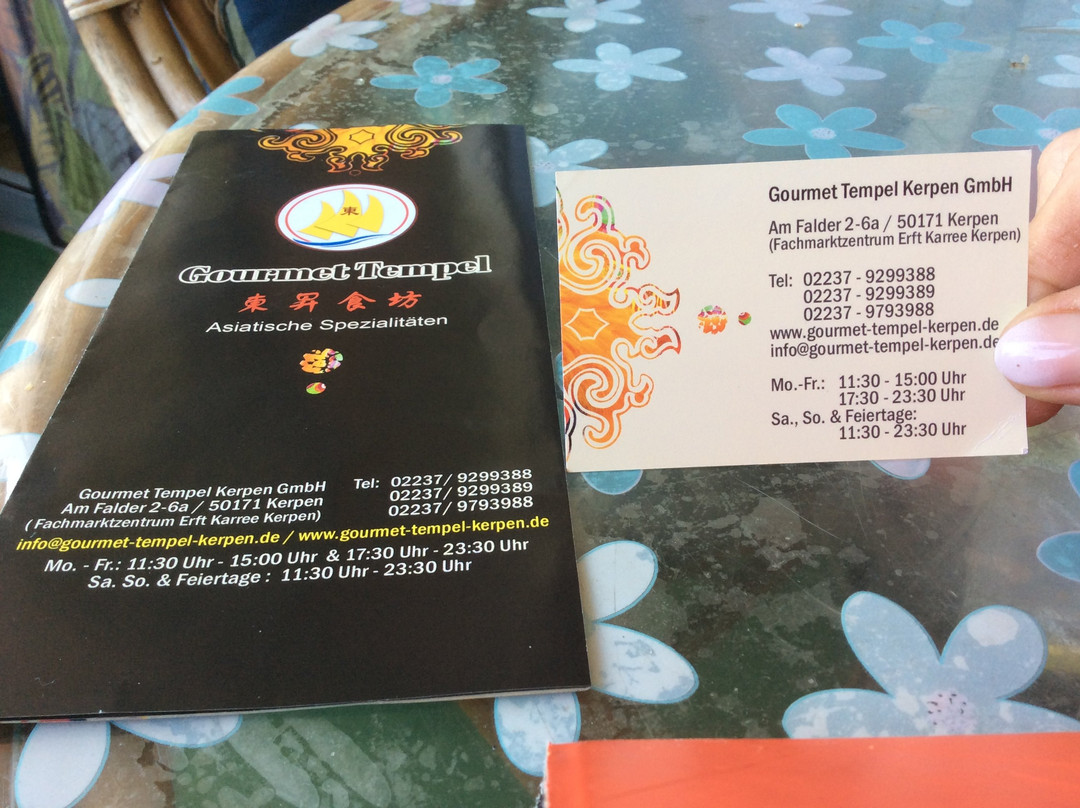 東
Gourmet Tempel
東昇食坊
Asiatische Spezialitäten
Gourmet Tempel Kerpen GmbH
Am Falder 2-6a / 50171 Kerpen
( Fachmarktzentrum Erft Karree Kerpen)
Tel: 02237/ 9299388
02237/ 9299389
02237/ 9793988
info@gourmet-tempel-kerpen.de / www.gourmet-tempel-kerpen.de
Mo. - Fr.: 11:30 Uhr - 15:00 Uhr & 17:30 Uhr - 23:30 Uhr
Sa. So. & Feiertage : 11:30 Uhr - 23:30 Uhr
Gourmet Tempel Kerpen GmbH
Am Falder 2-6a / 50171 Kerpen
(Fachmarktzentrum Erft Karree Kerpen)
Tel: 02237 - 9299388
02237 - 9299389
02237 - 9793988
www.gourmet-tempel-kerpen.de
info@gourmet-tempel-kerpen.de
Mo.-Fr.: 11:30 - 15:00 Uhr
17:30 - 23:30 Uhr
Sa., So. & Feiertage:
11:30 - 23:30 Uhr